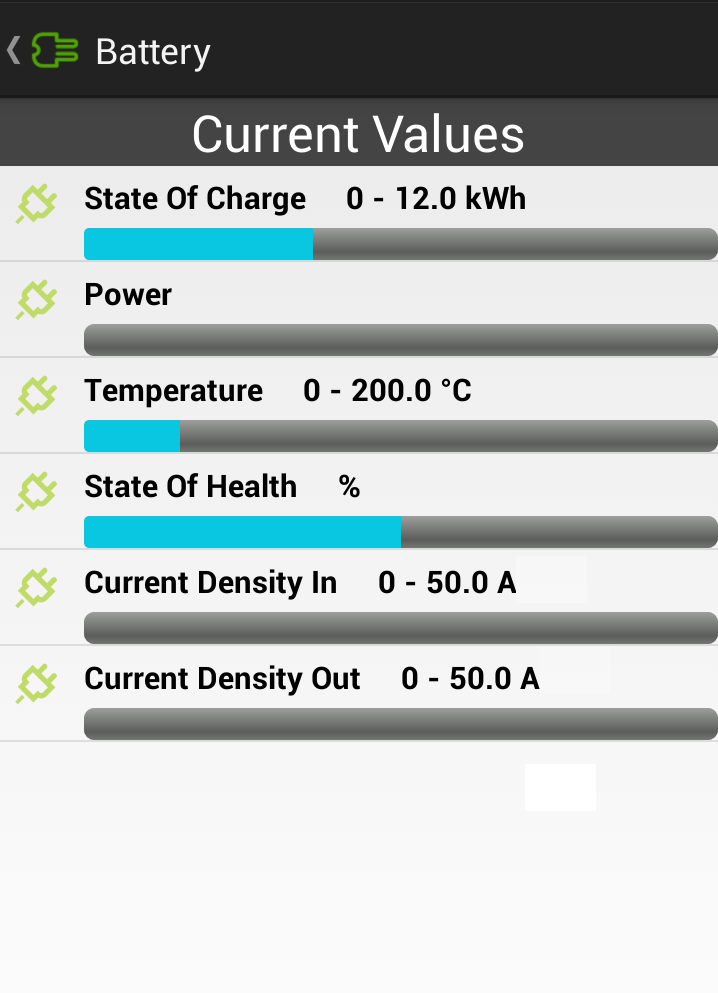 Battery
Current Values
State Of Charge 0 - 12.0 kWh
Power
Temperature 0 - 200.0 °C
State Of Health %
Current Density In 0 - 50.0 A
Current Density Out 0 - 50.0 A